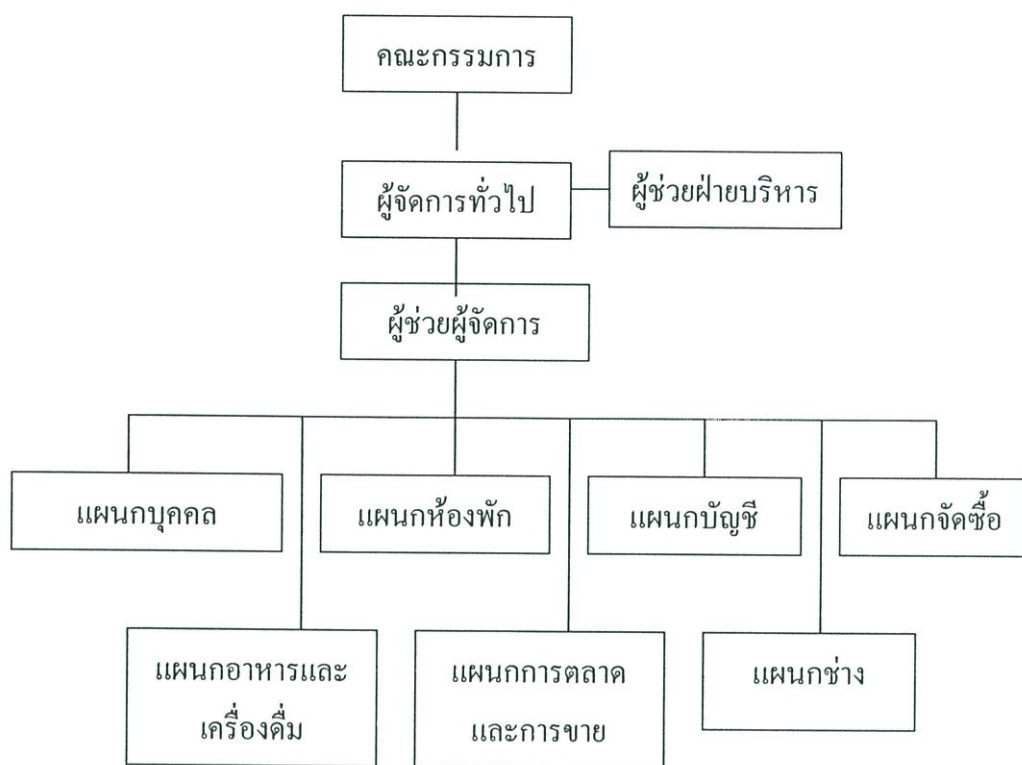 คณะกรรมการ
ผู้จัดการทั่วไป
ผู้ช่วยฝ่ายบริหาร
ผู้ช่วยผู้จัดการ
แผนกบุคคล
แผนกห้องพัก
แผนกบัญชี
แผนกจัดซื้อ
แผนกอาหารและ
เครื่องดื่ม
แผนกการตลาด
และการขาย
แผนกช่าง